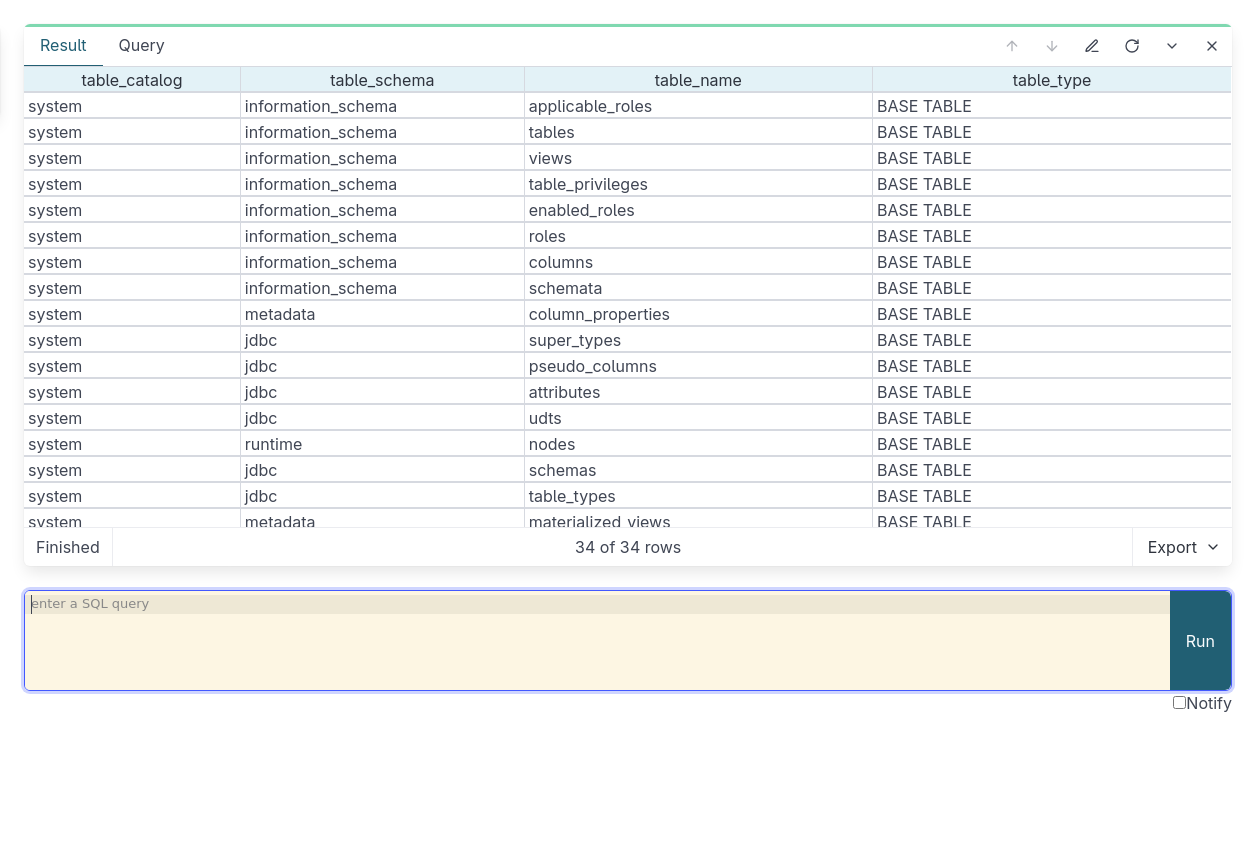 Result Query
table_catalog table_schema table_name table_type
system information_schema applicable_roles BASE TABLE
system information_schema tables BASE TABLE
system information_schema views BASE TABLE
system information_schema table_privileges BASE TABLE
system information_schema enabled_roles BASE TABLE
system information_schema roles BASE TABLE
system information_schema columns BASE TABLE
system information_schema schemata BASE TABLE
system metadata column_properties BASE TABLE
system jdbc super_types BASE TABLE
system jdbc pseudo_columns BASE TABLE
system jdbc attributes BASE TABLE
system jdbc udts BASE TABLE
system runtime nodes BASE TABLE
system jdbc schemas BASE TABLE
system jdbc table_types BASE TABLE
system metadata materialized_views BASE TABLE
Finished 34 of 34 rows Export
enter a SQL query
Run
Notify